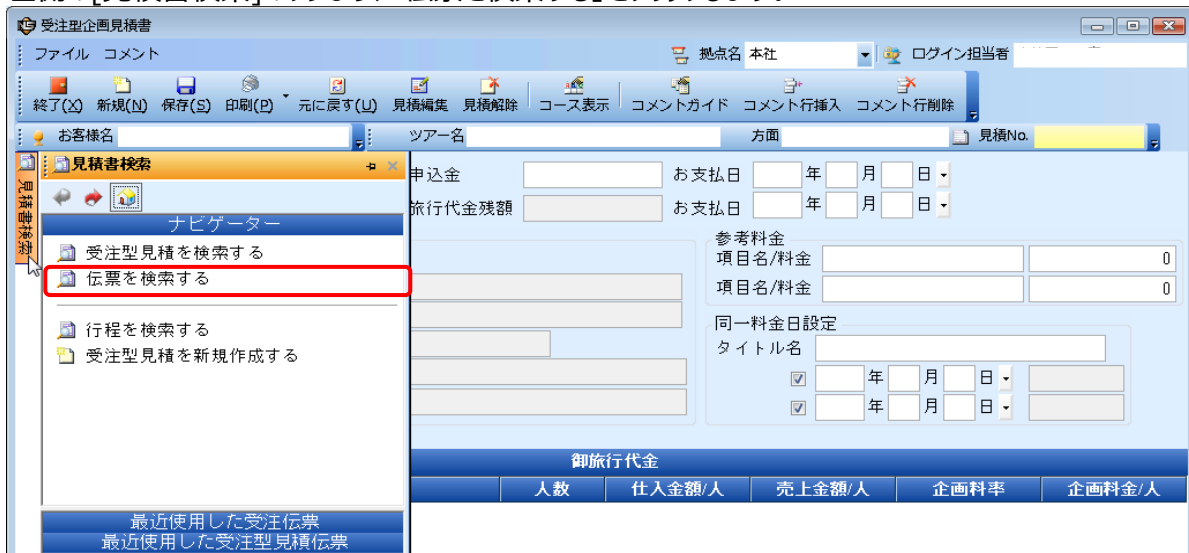 受注型企画見積書
ファイル コメント 拠点名 本社 ログイン担当者
終了(X) 新規(N) 保存(S) 印刷(P) 元に戻す(U) 見積編集 見積解除 コース表示 コメントガイド コメント行挿入 コメント行削除
お客様名 ツアー名 方面 見積No.
見積書検索
見積書検索
申込金 お支払日 年 月 日
旅行代金残額 お支払日 年 月 日
ナビゲーター
受注型見積を検索する
伝票を検索する
行程を検索する
受注型見積を新規作成する
参考料金
項目名/料金 0
項目名/料金 0
同一料金日設定
タイトル名
年 月 日
年 月 日
御旅行代金
人数 仕入金額/人 売上金額/人 企画料率 企画料金/人
最近使用した受注伝票
最近使用した受注型見積伝票